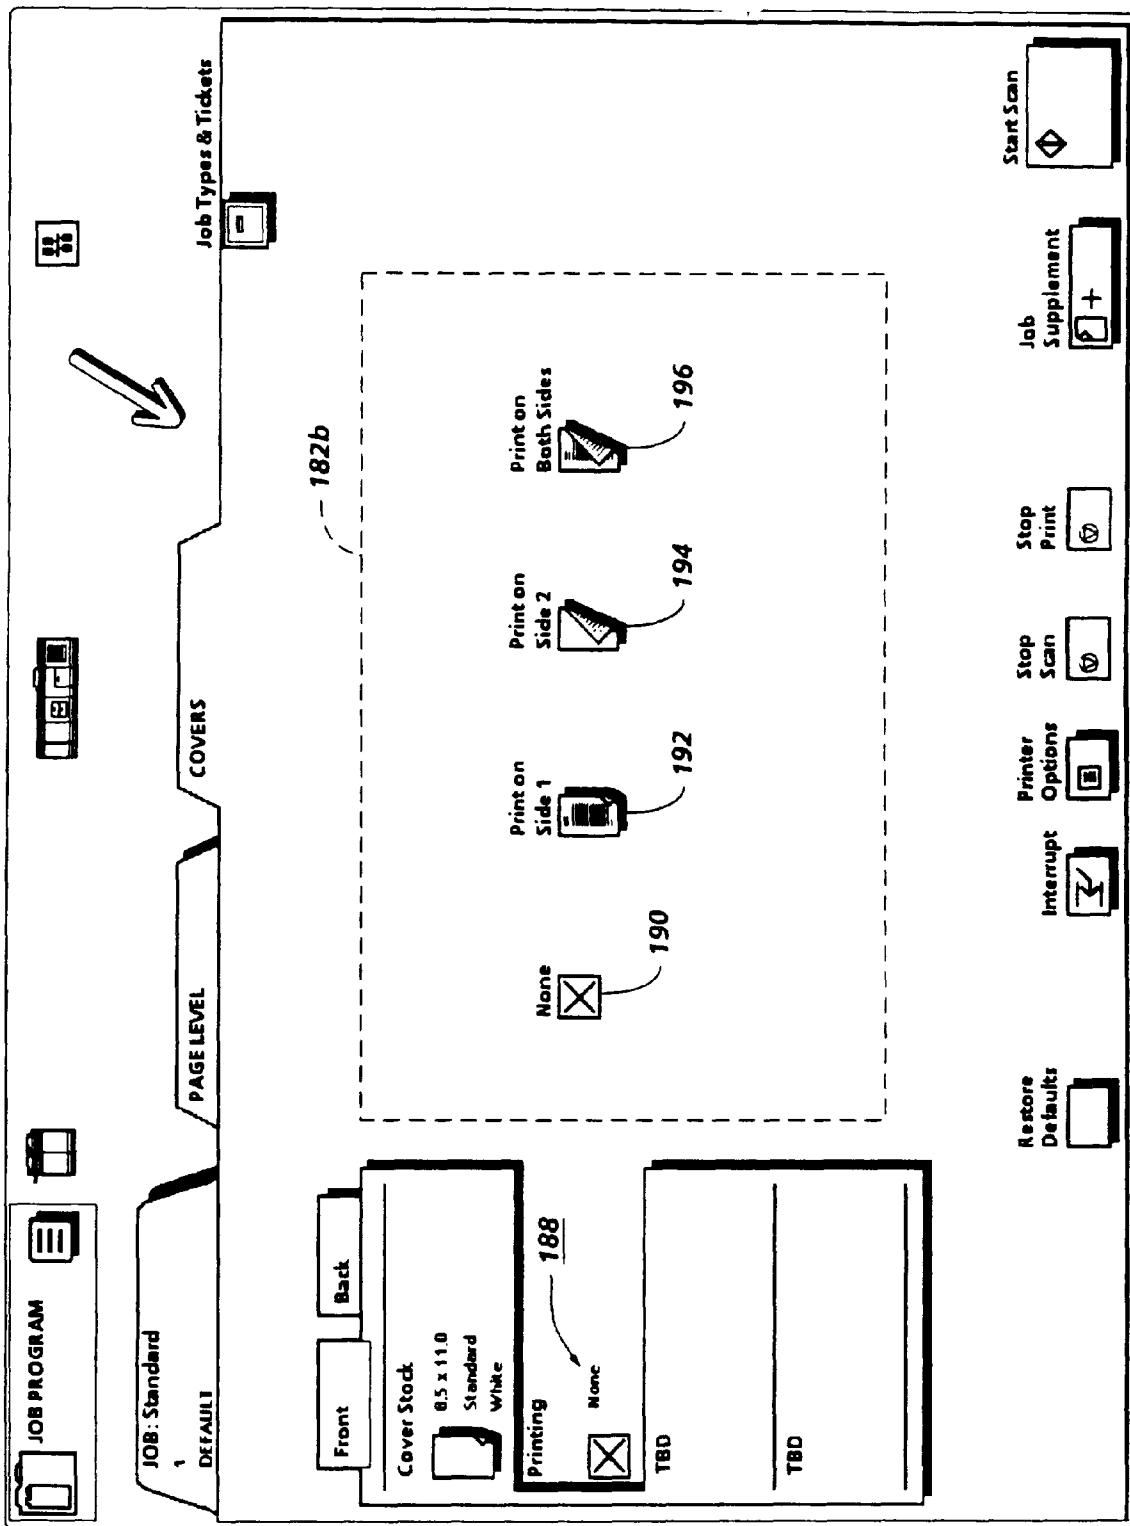 JOB PROGRAM
JOB: Standard
1
DEFAULT
PAGE LEVEL
COVERS
Job Types & Tickets
Front
Back
182b
Cover Stock
8.5 x 11.0
Standard
White
Printing
None
188
TBD
TBD
None
190
Print on
Side 1
192
Print on
Side 2
194
Print on
Both Sides
196
Restore
Defaults
Interrupt
Printer
Options
Stop
Scan
Stop
Print
Job
Supplement
Start Scan